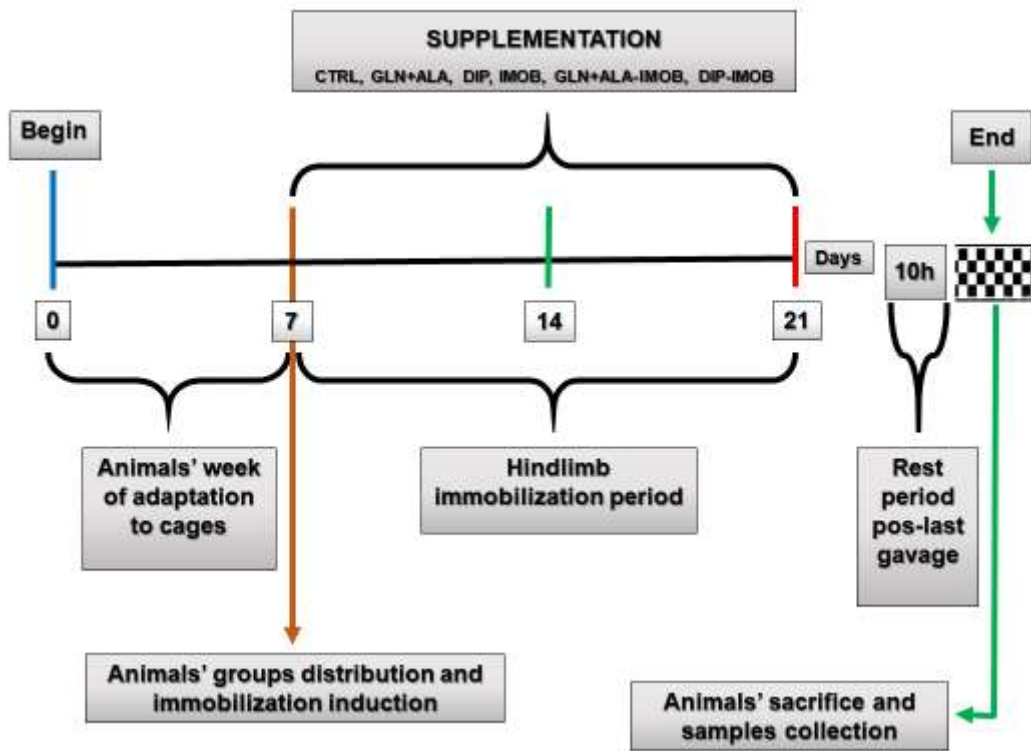 SUPPLEMENTATION
CTRL, GLN+ALA, DIP, IMOB, GLN+ALA-IMOB, DIP-IMOB
Begin
End
Days
10h
0
7
14
21
Animals’ week
of adaptation
to cages
Hindlimb
immobilization period
Rest
period
pos-last
gavage
Animals’ groups distribution and
immobilization induction
Animals’ sacrifice and
samples collection